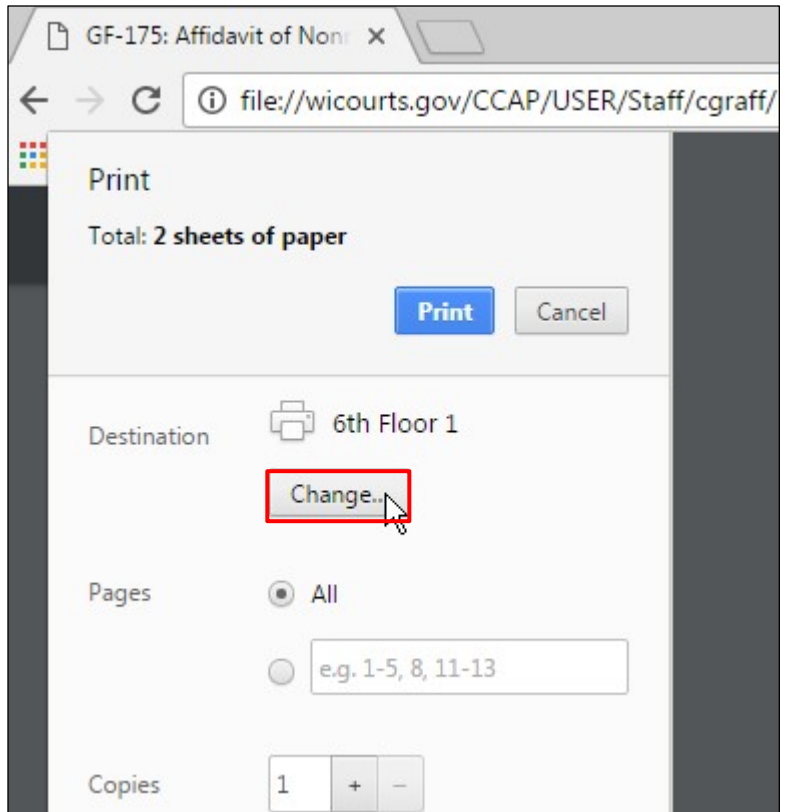 GF-175: Affidavit of Non
file://wicourts.gov/CCAP/USER/Staff/cgraff/
Print
Total: 2 sheets of paper
Print Cancel
Destination 6th Floor 1
Change..
Pages All
e.g. 1-5, 8, 11-13
Copies 1 + −